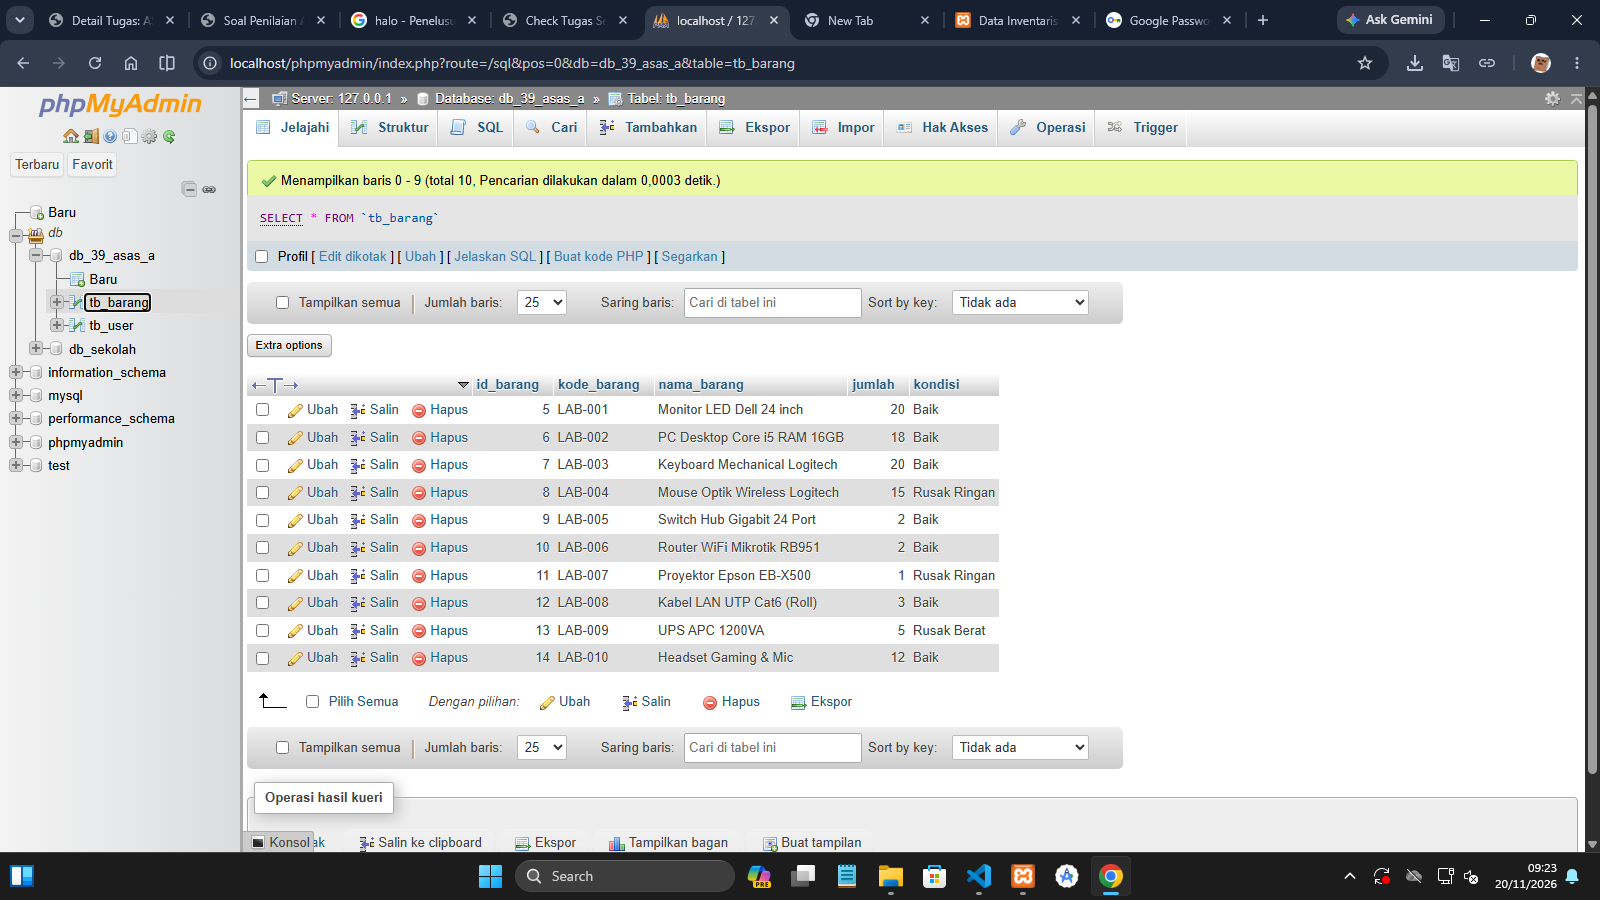 Detail Tugas: A
Soal Penilaian
halo - Penelusu
Check Tugas Se
localhost / 127
New Tab
Data Inventaris
Google Passwo
Ask Gemini
localhost/phpmyadmin/index.php?route=/sql&pos=0&db=db_39_asas_a&table=tb_barang
phpMyAdmin
Terbaru Favorit
Baru
db
db_39_asas_a
Baru
tb_barang
tb_user
db_sekolah
information_schema
mysql
performance_schema
phpmyadmin
test
Server: 127.0.0.1 » Database: db_39_asas_a » Tabel: tb_barang
Jelajahi Struktur SQL Cari Tambahkan Ekspor Impor Hak Akses Operasi Trigger
Menampilkan baris 0 - 9 (total 10, Pencarian dilakukan dalam 0,0003 detik.)
SELECT * FROM `tb_barang`
Profil [ Edit dikotak ] [ Ubah ] [ Jelaskan SQL ] [ Buat kode PHP ] [ Segarkan ]
Tampilkan semua Jumlah baris: 25 Saring baris: Cari di tabel ini Sort by key: Tidak ada
Extra options
id_barang kode_barang nama_barang jumlah kondisi
Ubah Salin Hapus 5 LAB-001 Monitor LED Dell 24 inch 20 Baik
Ubah Salin Hapus 6 LAB-002 PC Desktop Core i5 RAM 16GB 18 Baik
Ubah Salin Hapus 7 LAB-003 Keyboard Mechanical Logitech 20 Baik
Ubah Salin Hapus 8 LAB-004 Mouse Optik Wireless Logitech 15 Rusak Ringan
Ubah Salin Hapus 9 LAB-005 Switch Hub Gigabit 24 Port 2 Baik
Ubah Salin Hapus 10 LAB-006 Router WiFi Mikrotik RB951 2 Baik
Ubah Salin Hapus 11 LAB-007 Proyektor Epson EB-X500 1 Rusak Ringan
Ubah Salin Hapus 12 LAB-008 Kabel LAN UTP Cat6 (Roll) 3 Baik
Ubah Salin Hapus 13 LAB-009 UPS APC 1200VA 5 Rusak Berat
Ubah Salin Hapus 14 LAB-010 Headset Gaming & Mic 12 Baik
Pilih Semua Dengan pilihan: Ubah Salin Hapus Ekspor
Tampilkan semua Jumlah baris: 25 Saring baris: Cari di tabel ini Sort by key: Tidak ada
Operasi hasil kueri
Konsol ak Salin ke clipboard Ekspor Tampilkan bagan Buat tampilan
Search
PRE
09:23
20/11/2026